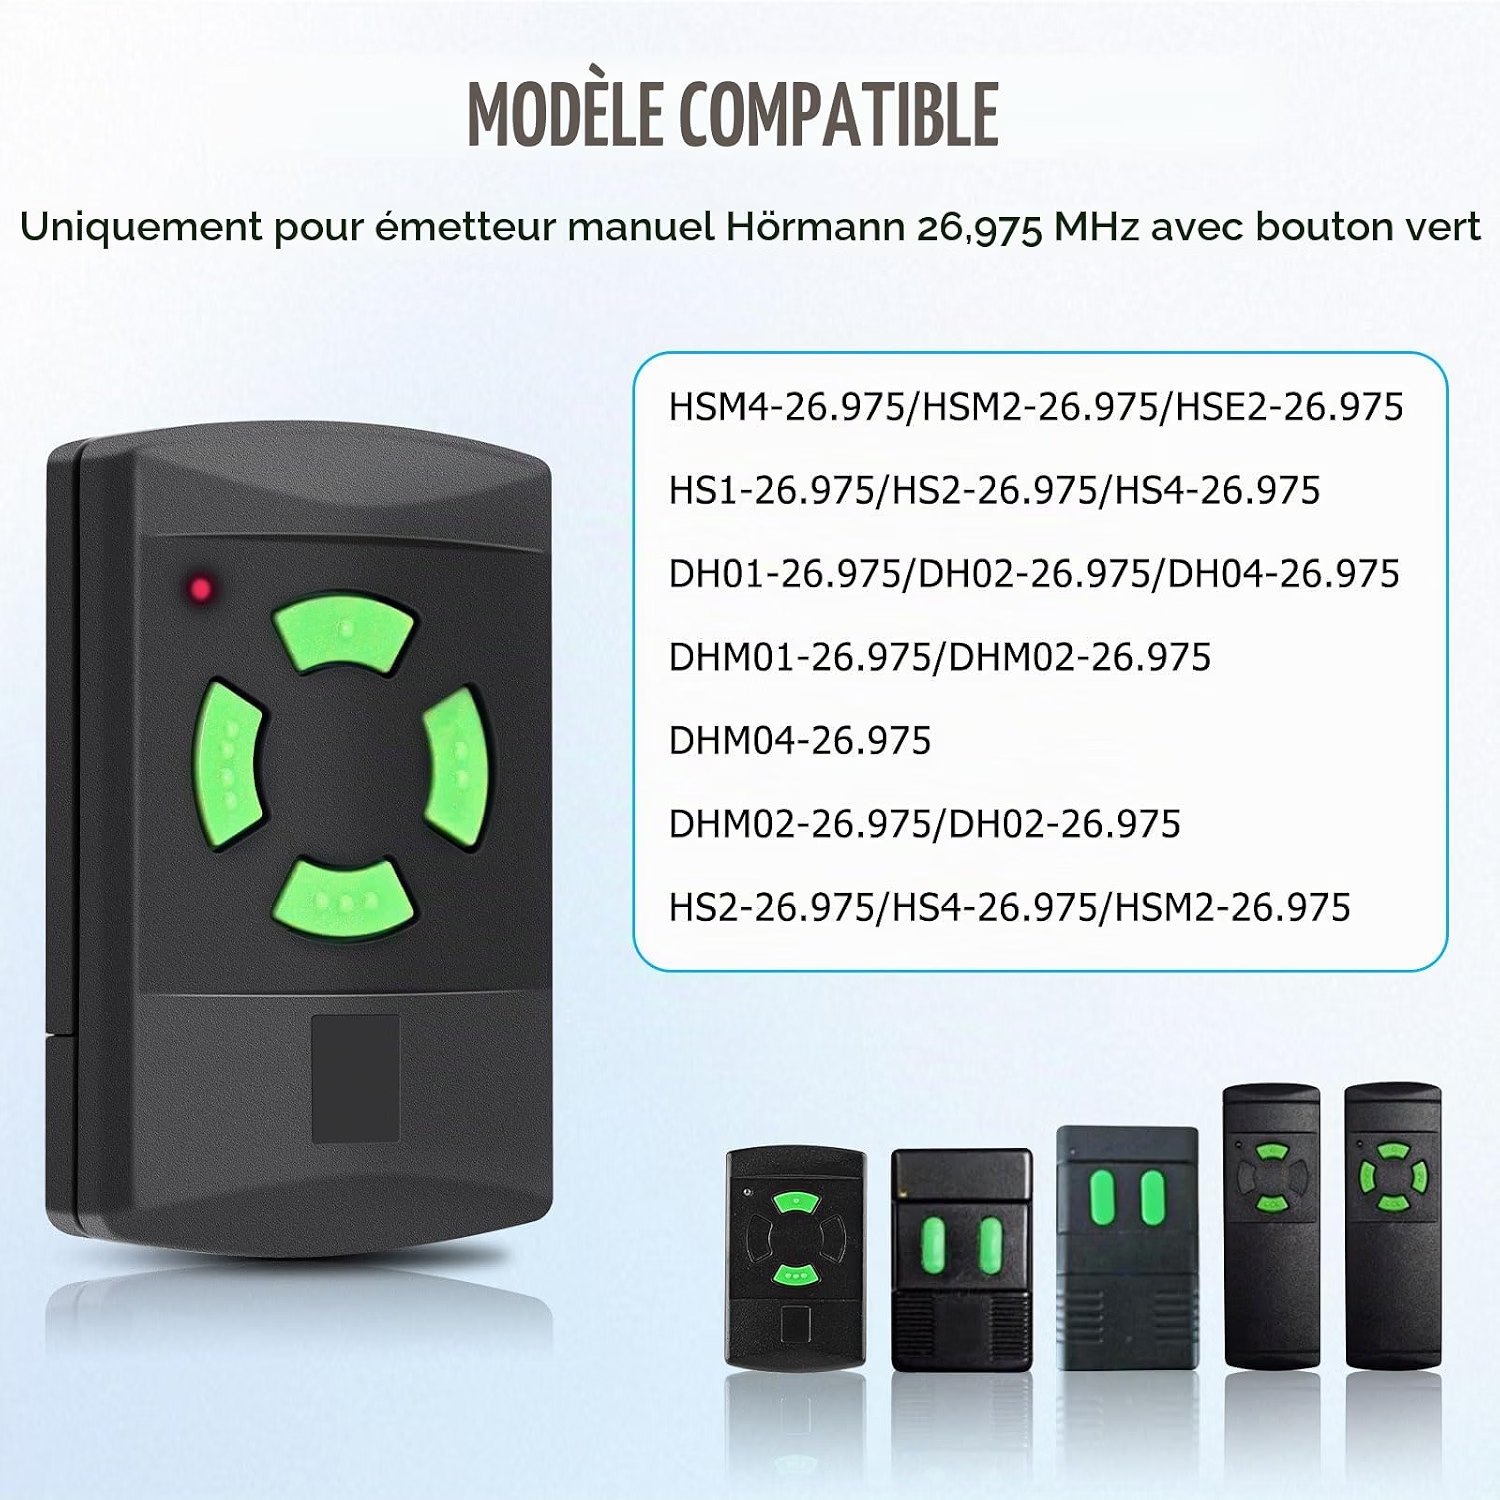 MODÈLE COMPATIBLE
Uniquement pour émetteur manuel Hörmann 26,975 MHz avec bouton vert
HSM4-26.975/HSM2-26.975/HSE2-26.975
HS1-26.975/HS2-26.975/HS4-26.975
DH01-26.975/DH02-26.975/DH04-26.975
DHM01-26.975/DHM02-26.975
DHM04-26.975
DHM02-26.975/DH02-26.975
HS2-26.975/HS4-26.975/HSM2-26.975